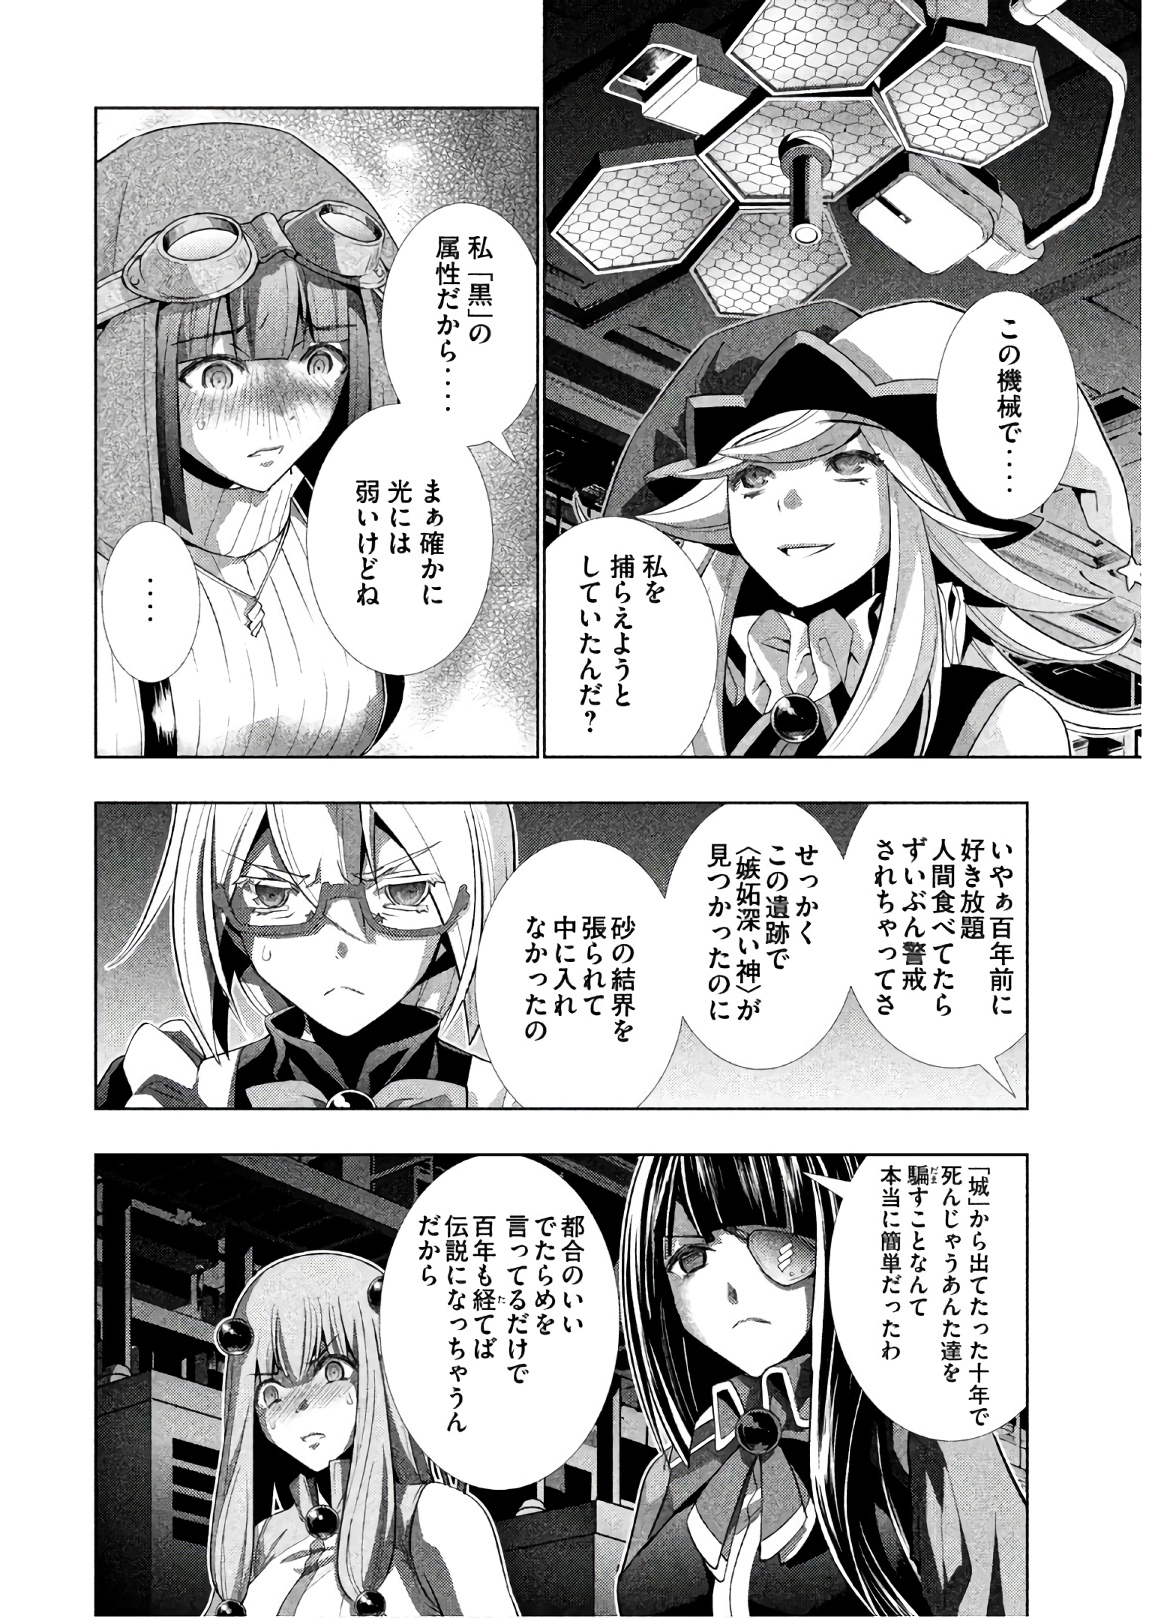 この機械で‥‥
私を
捕らえようと
していたんだ？
私「黒」の
属性だから‥‥
まぁ確かに
光には
弱いけどね
‥‥
いやぁ百年前に
好き放題
人間食べてたら
ずいぶん警戒
されちゃってさ
せっかく
この遺跡で
〈嫉妬深い神〉が
見つかったのに
砂の結界を
張られて
中に入れ
なかったの
「城」から出てたった十年で
死んじゃうあんた達を
騙すことなんて
だま
本当に簡単だったわ
都合のいい
でたらめを
言ってるだけで
百年も経てば
た
伝説になっちゃうん
だから